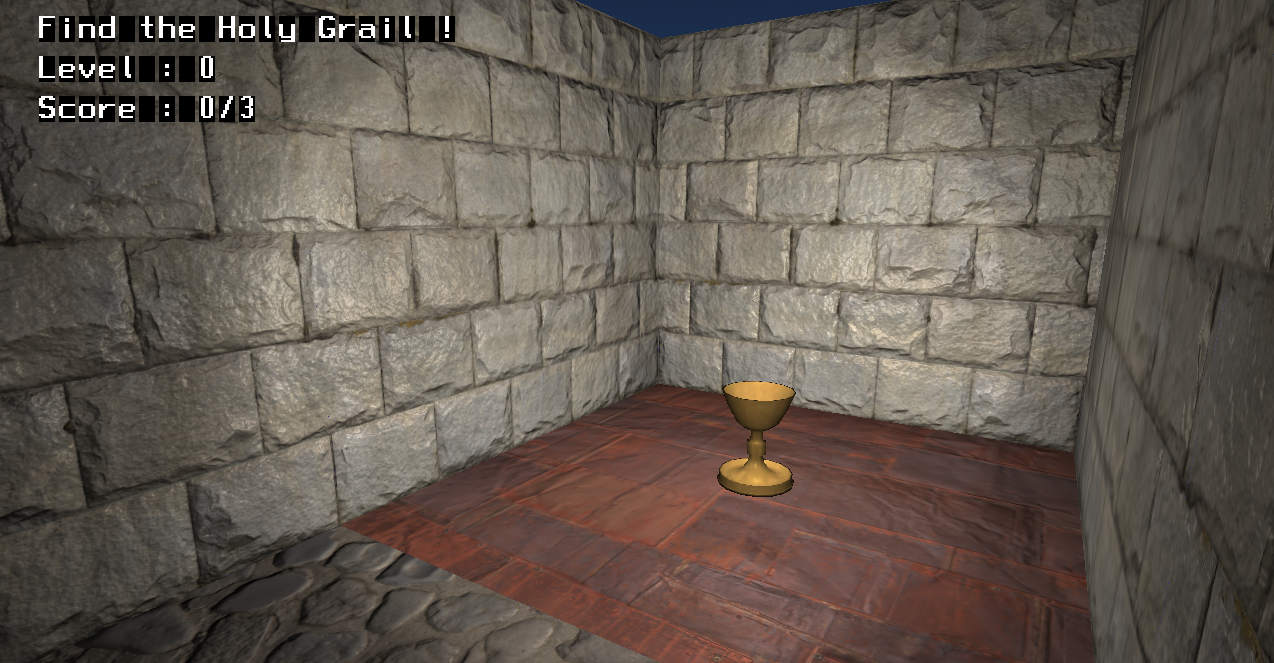 Find the Holy Grail !
Level : 0
Score : 0/3